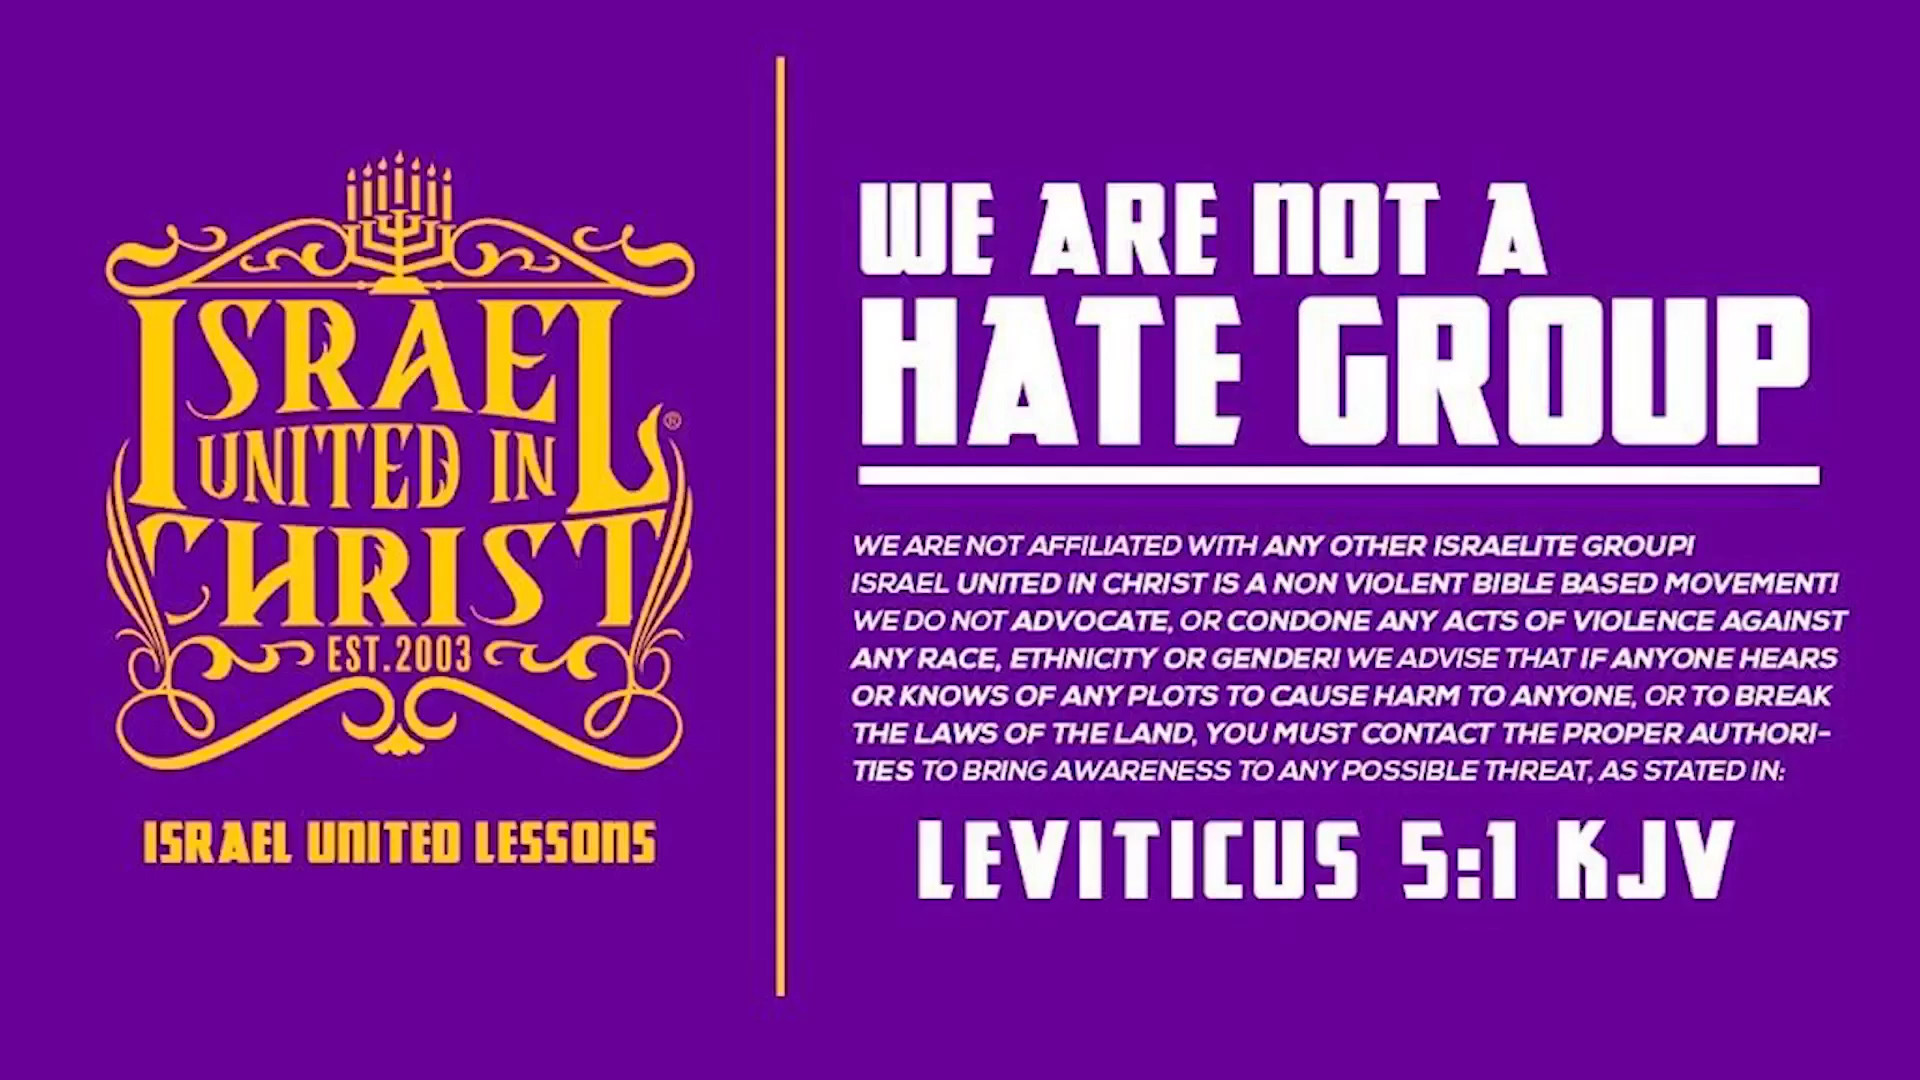 ISRAEL
UNITED IN
CHRIST
®
EST.2003
ISRAEL UNITED LESSONS
WE ARE NOT A
HATE GROUP
WE ARE NOT AFFILIATED WITH ANY OTHER ISRAELITE GROUP!
ISRAEL UNITED IN CHRIST IS A NON VIOLENT BIBLE BASED MOVEMENT!
WE DO NOT ADVOCATE, OR CONDONE ANY ACTS OF VIOLENCE AGAINST
ANY RACE, ETHNICITY OR GENDER! WE ADVISE THAT IF ANYONE HEARS
OR KNOWS OF ANY PLOTS TO CAUSE HARM TO ANYONE, OR TO BREAK
THE LAWS OF THE LAND, YOU MUST CONTACT THE PROPER AUTHORI-
TIES TO BRING AWARENESS TO ANY POSSIBLE THREAT, AS STATED IN:
LEVITICUS 5:1 KJV